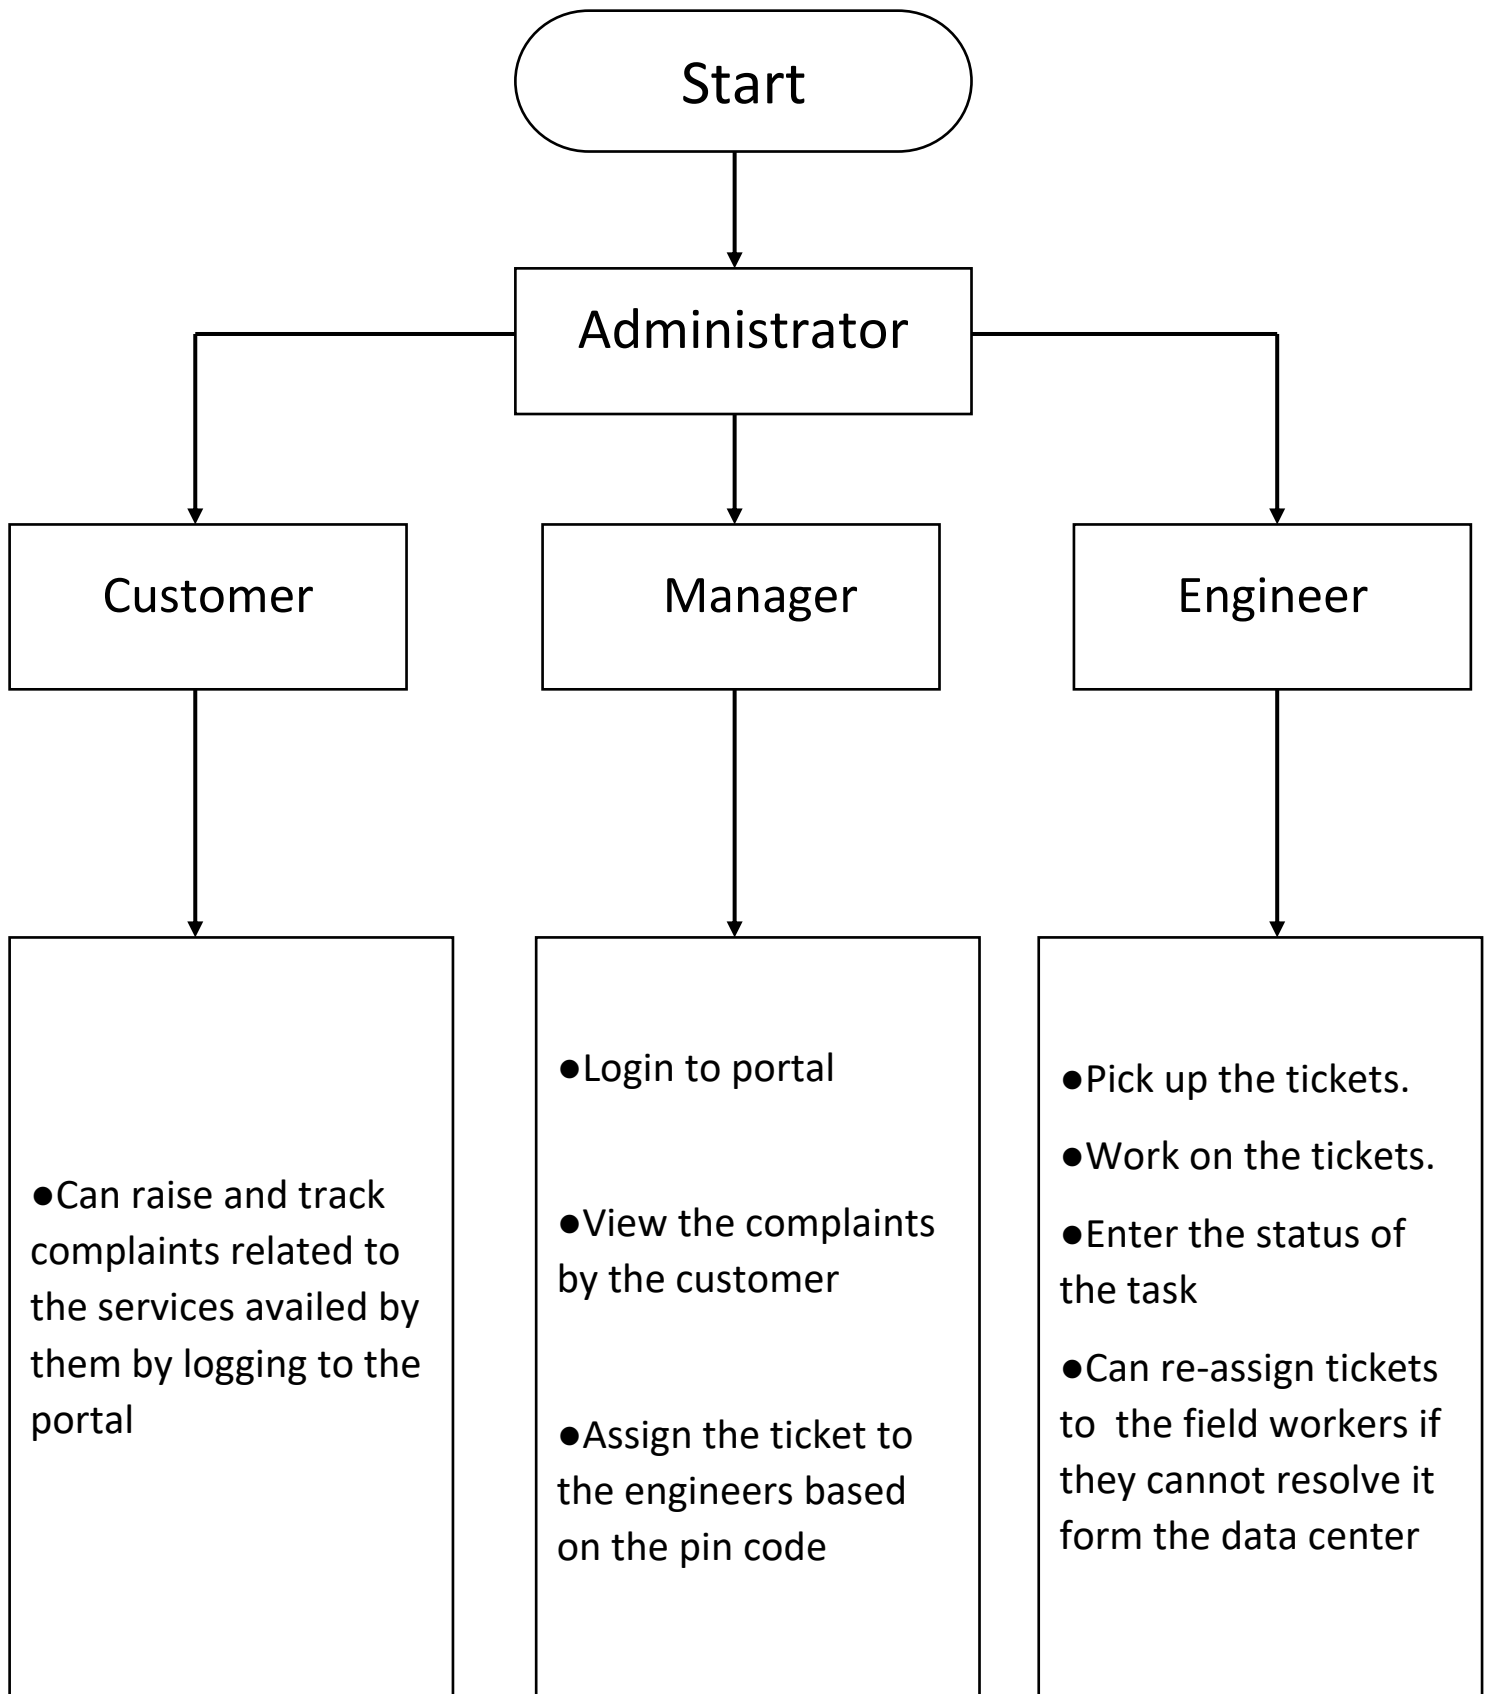 Start
Administrator
Customer
Manager
Engineer
●Can raise and track
complaints related to
the services availed by
them by logging to the
portal
●Login to portal
●View the complaints
by the customer
●Assign the ticket to
the engineers based
on the pin code
●Pick up the tickets.
●Work on the tickets.
●Enter the status of
the task
●Can re-assign tickets
to  the field workers if
they cannot resolve it
form the data center